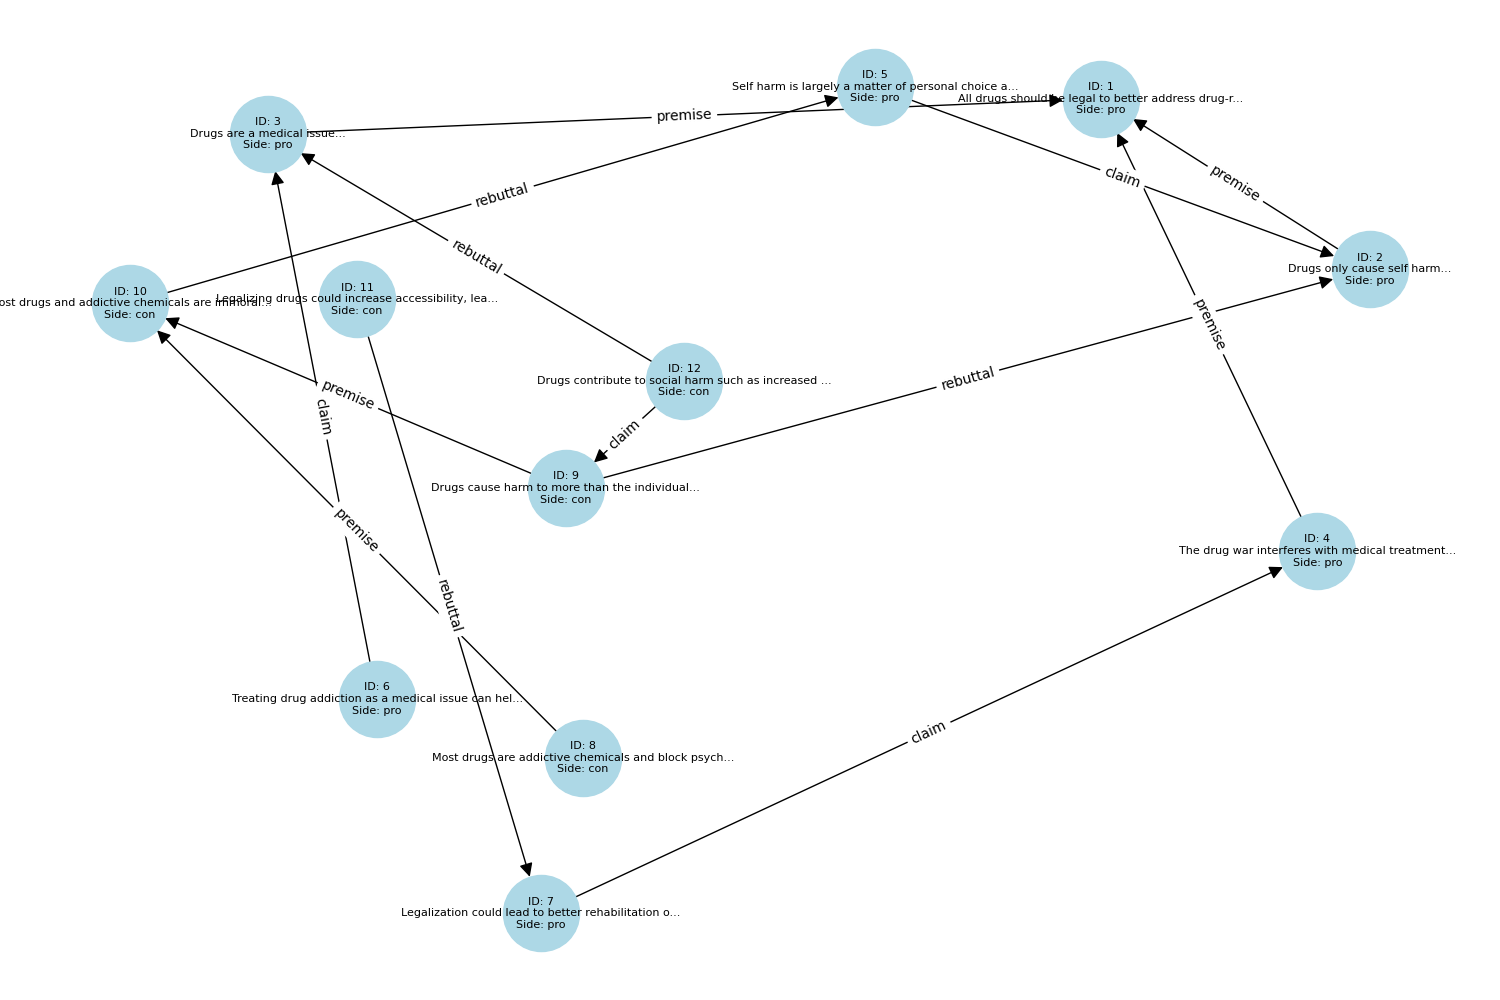 ID: 5
Self harm is largely a matter of personal choice a...
Side: pro
ID: 1
All drugs should be legal to better address drug-r...
Side: pro
ID: 3
Drugs are a medical issue...
Side: pro
premise
claim
premise
rebuttal
rebuttal
ID: 2
Drugs only cause self harm...
Side: pro
ID: 10
ost drugs and addictive chemicals are immoral...
Side: con
ID: 11
Legalizing drugs could increase accessibility, lea...
Side: con
premise
ID: 12
Drugs contribute to social harm such as increased ...
Side: con
rebuttal
premise
claim
claim
ID: 9
Drugs cause harm to more than the individual...
Side: con
premise
ID: 4
The drug war interferes with medical treatment...
Side: pro
rebuttal
ID: 6
Treating drug addiction as a medical issue can hel...
Side: pro
claim
ID: 8
Most drugs are addictive chemicals and block psych...
Side: con
ID: 7
Legalization could lead to better rehabilitation o...
Side: pro